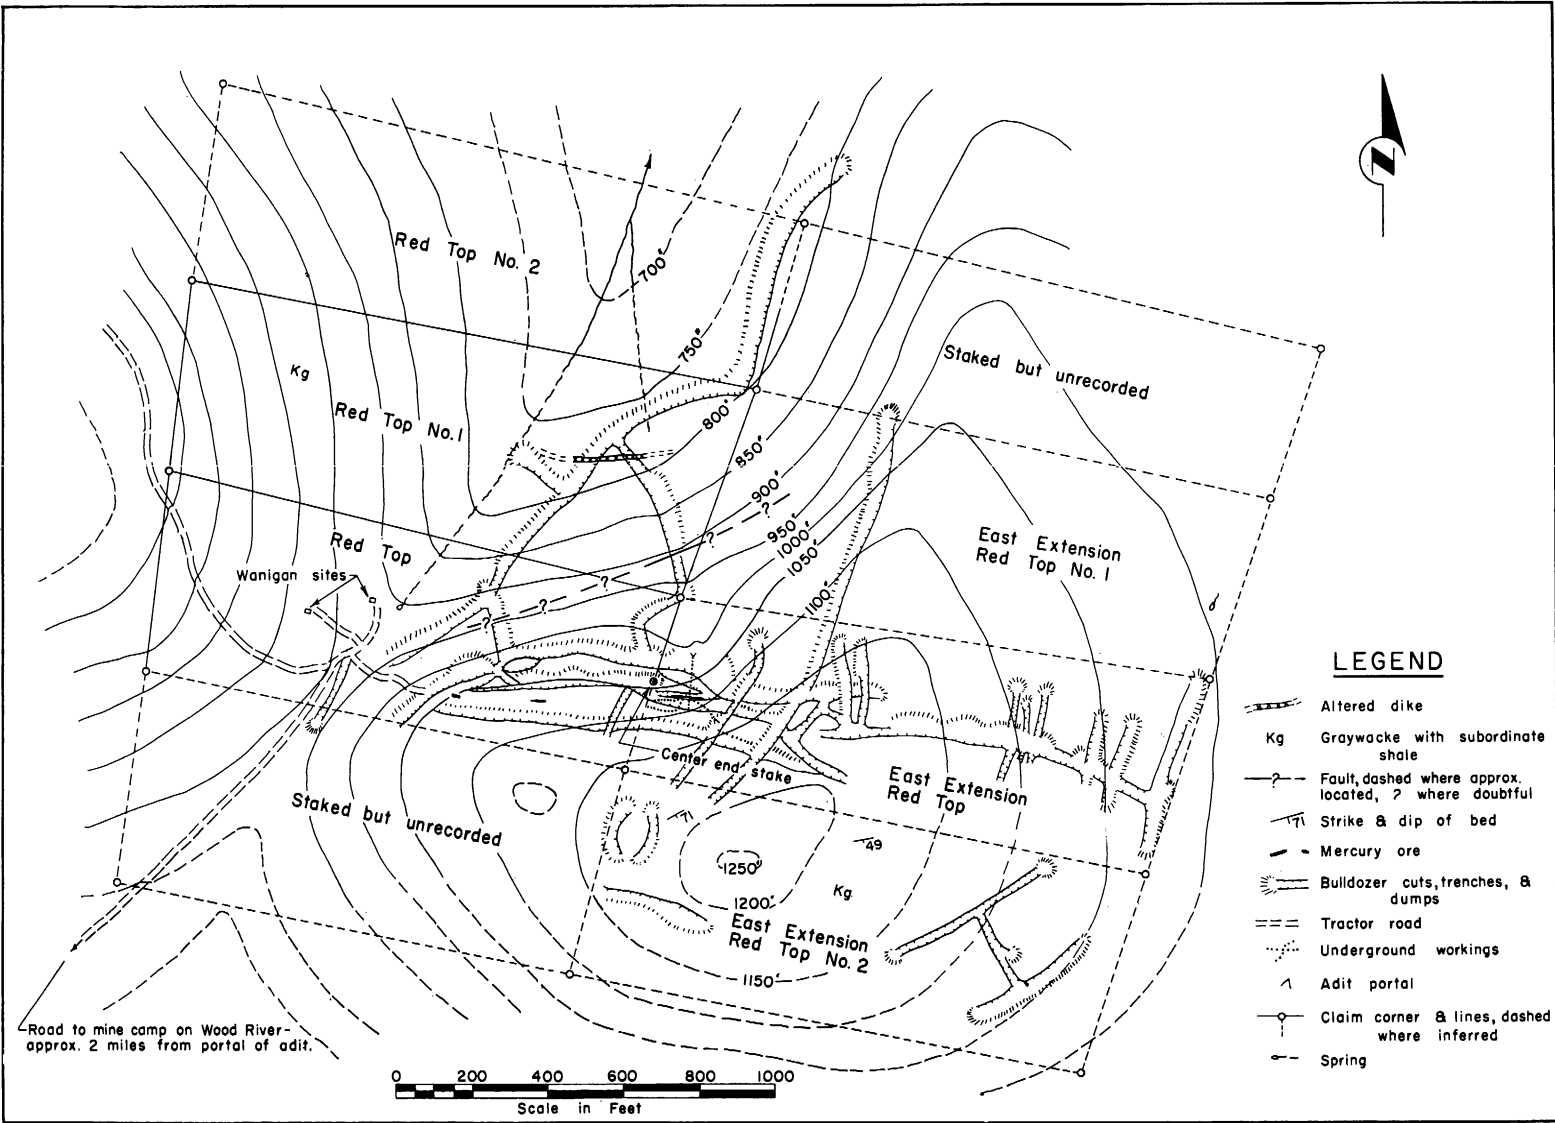 Red Top No. 2
700'
750'
Staked but unrecorded
Kg
Red Top No. 1
800'
850'
900'
?
?
950'
1000'
1050'
East Extension
Red Top No. 1
Red Top
Wanigan sites
?
?
?
1100'
LEGEND
Altered dike
Kg Graywacke with subordinate
shale
? Fault, dashed where approx.
located, ? where doubtful
71 Strike & dip of bed
Mercury ore
Bulldozer cuts, trenches, &
dumps
Tractor road
Underground workings
Adit portal
Claim corner & lines, dashed
where inferred
Spring
Center end stake
East Extension
Red Top
Staked but unrecorded
71
49
1250'
Kg
1200'
East Extension
Red Top No. 2
1150'
Road to mine camp on Wood River-
approx. 2 miles from portal of adit.
0 200 400 600 800 1000
Scale in Feet